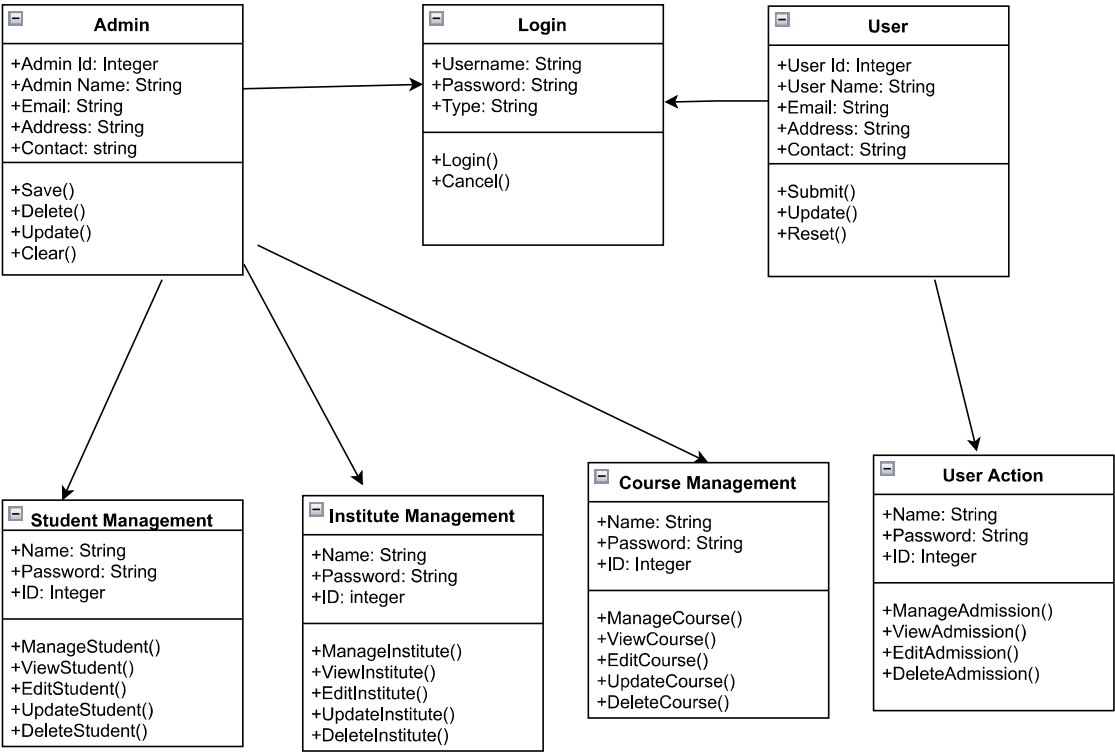 Admin
+Admin Id: Integer
+Admin Name: String
+Email: String
+Address: String
+Contact: string
+Save()
+Delete()
+Update()
+Clear()
Login
+Username: String
+Password: String
+Type: String
+Login()
+Cancel()
User
+User Id: Integer
+User Name: String
+Email: String
+Address: String
+Contact: String
+Submit()
+Update()
+Reset()
Student Management
+Name: String
+Password: String
+ID: Integer
+ManageStudent()
+ViewStudent()
+EditStudent()
+UpdateStudent()
+DeleteStudent()
Institute Management
+Name: String
+Password: String
+ID: integer
+ManageInstitute()
+ViewInstitute()
+EditInstitute()
+UpdateInstitute()
+DeleteInstitute()
Course Management
+Name: String
+Password: String
+ID: Integer
+ManageCourse()
+ViewCourse()
+EditCourse()
+UpdateCourse()
+DeleteCourse()
User Action
+Name: String
+Password: String
+ID: Integer
+ManageAdmission()
+ViewAdmission()
+EditAdmission()
+DeleteAdmission()